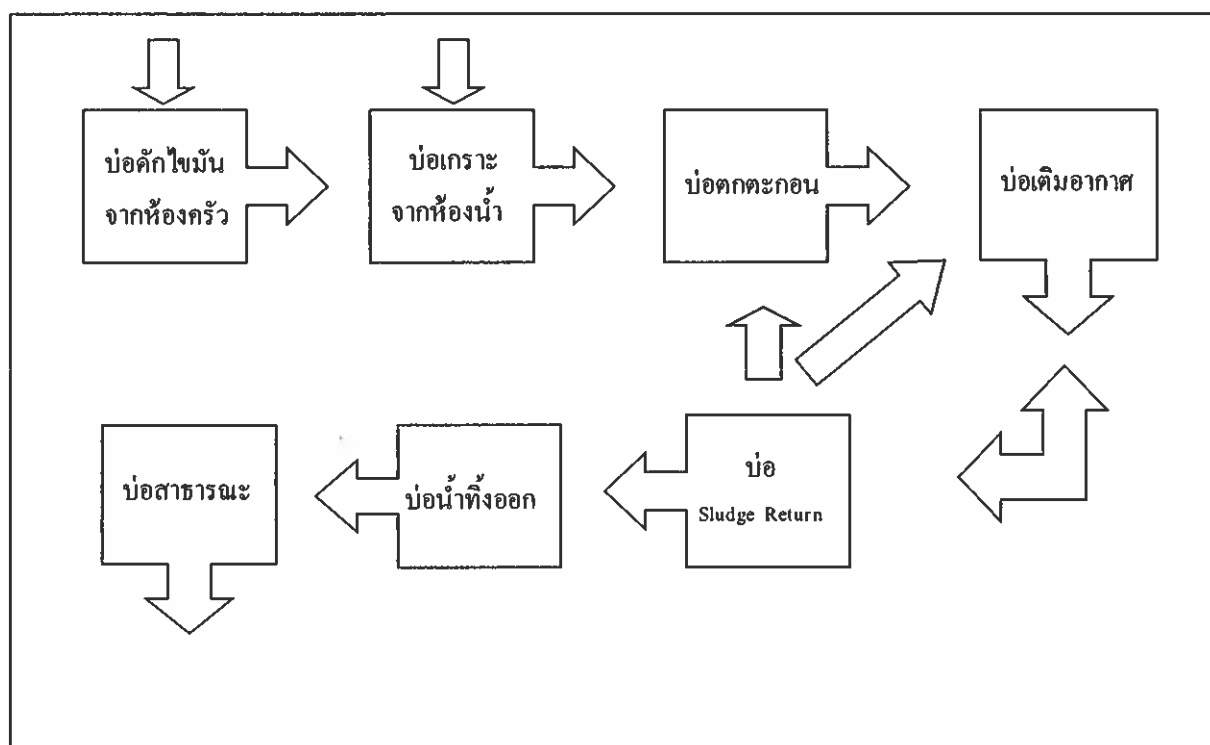 บ่อดักไขมัน
จากห้องครัว
บ่อเกราะ
จากห้องน้ำ
บ่อตกตะกอน
บ่อเติมอากาศ
บ่อสาธารณะ
บ่อน้ำทิ้งออก
บ่อ
Sludge Return